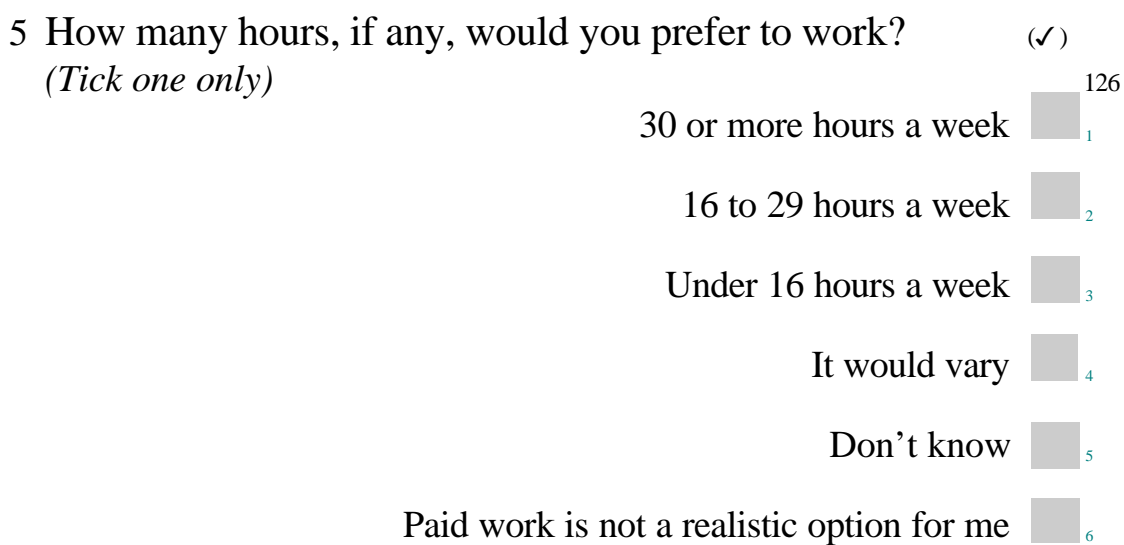 5 How many hours, if any, would you prefer to work? (✓)
(Tick one only) 126
30 or more hours a week 1
16 to 29 hours a week 2
Under 16 hours a week 3
It would vary 4
Don’t know 5
Paid work is not a realistic option for me 6